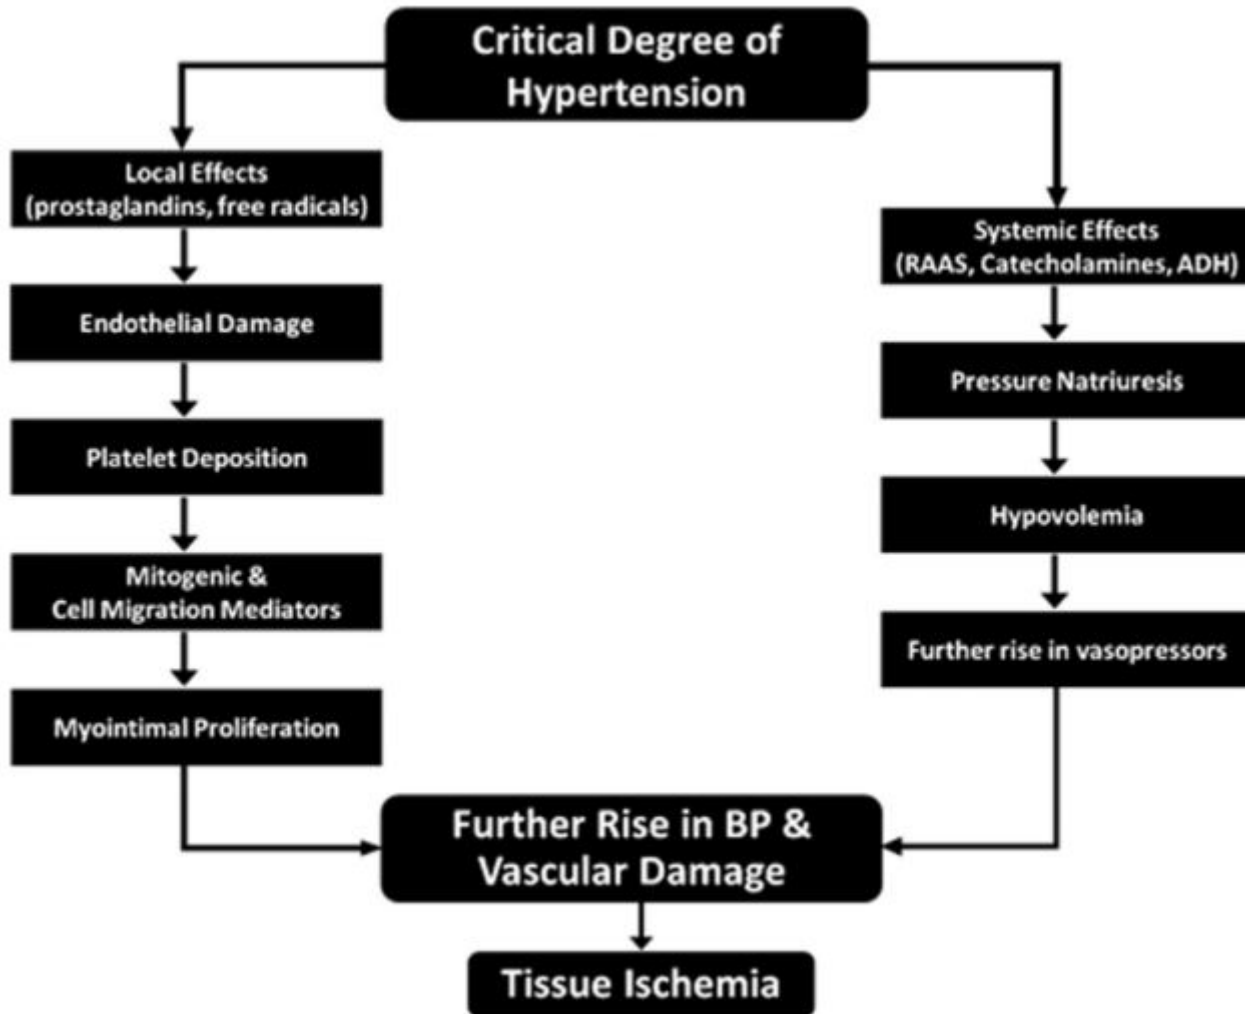 Critical Degree of
Hypertension
Local Effects
(prostaglandins, free radicals)
Endothelial Damage
Platelet Deposition
Mitogenic &
Cell Migration Mediators
Myointimal Proliferation
Systemic Effects
(RAAS, Catecholamines, ADH)
Pressure Natriuresis
Hypovolemia
Further rise in vasopressors
Further Rise in BP &
Vascular Damage
Tissue Ischemia